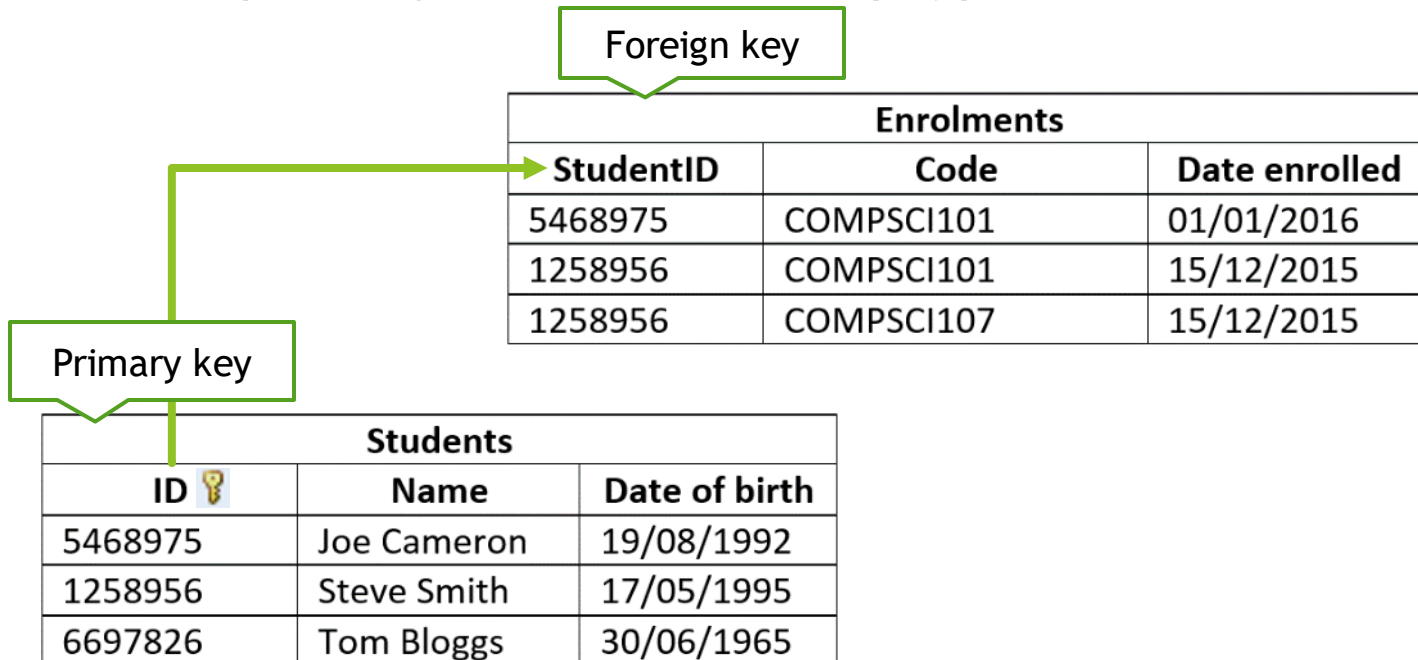 Foreign key
Enrolments
StudentID Code Date enrolled
5468975 COMPSCI101 01/01/2016
1258956 COMPSCI101 15/12/2015
1258956 COMPSCI107 15/12/2015
Primary key
Students
ID Name Date of birth
5468975 Joe Cameron 19/08/1992
1258956 Steve Smith 17/05/1995
6697826 Tom Bloggs 30/06/1965